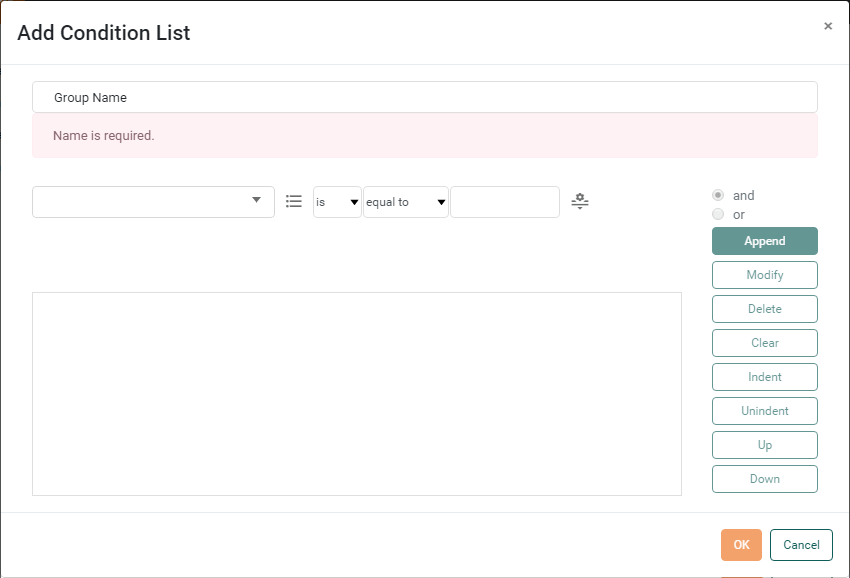 Add Condition List
×
Group Name
Name is required.
is
equal to
and
or
Append
Modify
Delete
Clear
Indent
Unindent
Up
Down
OK
Cancel